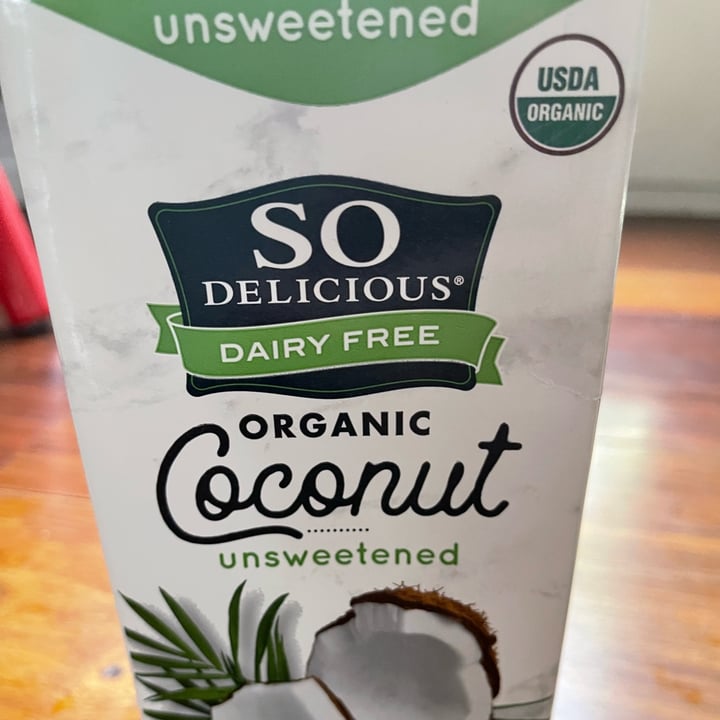 unsweetened
USDA
ORGANIC
SO
DELICIOUS®
DAIRY FREE
ORGANIC
Coconut
unsweetened